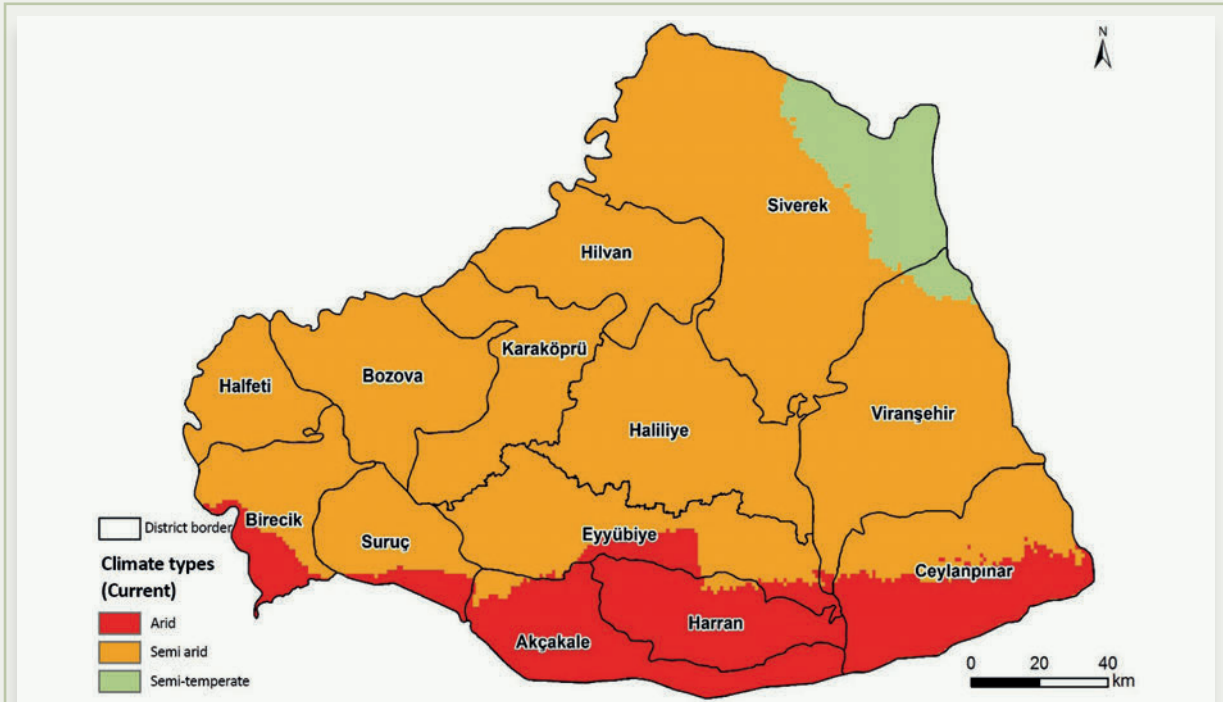 N
Siverek
Hilvan
Karaköprü
Bozova
Halfeti
Viranşehir
Haliliye
Birecik
Suruç
Eyyübiye
Ceylanpınar
Harran
Akçakale
District border
Climate types
(Current)
Arid
Semi arid
Semi-temperate
0 20 40
km